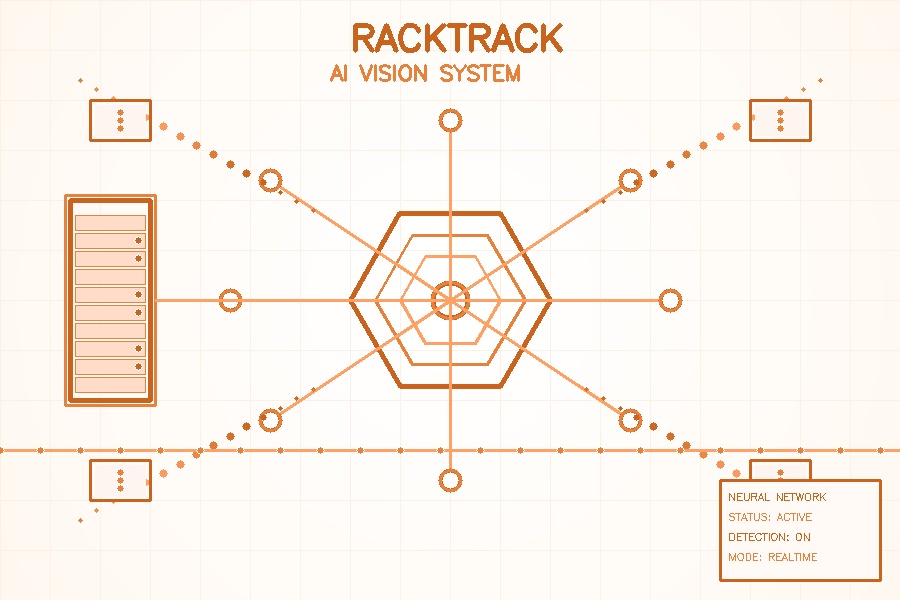 RACKTRACK
AI VISION SYSTEM
NEURAL NETWORK
STATUS: ACTIVE
DETECTION: ON
MODE: REALTIME